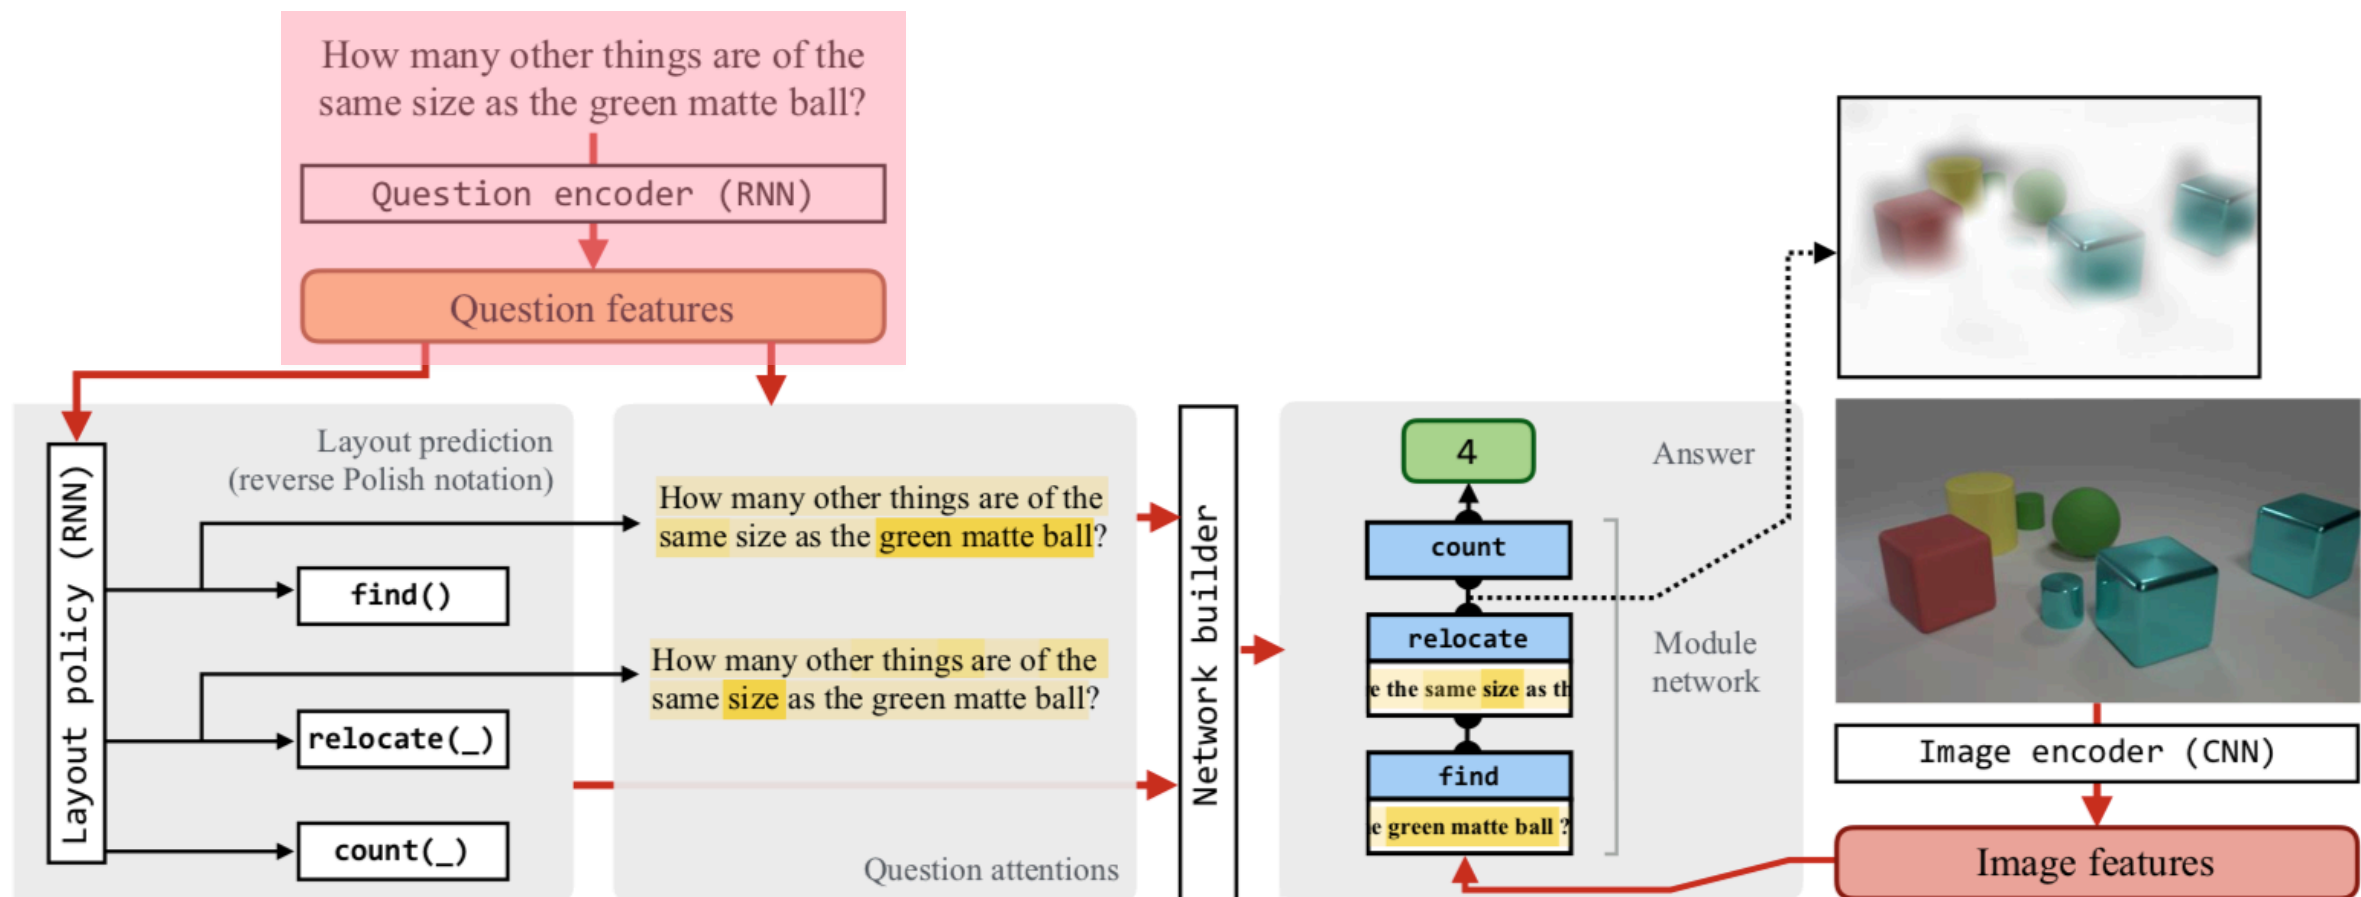 How many other things are of the
same size as the green matte ball?
Question encoder (RNN)
Question features
Layout policy (RNN)
Layout prediction
(reverse Polish notation)
find()
relocate(_)
count(_)
How many other things are of the
same size as the green matte ball?
How many other things are of the
same size as the green matte ball?
Question attentions
Network builder
4
Answer
count
relocate
e the same size as th
find
e green matte ball ?
Module
network
Image encoder (CNN)
Image features